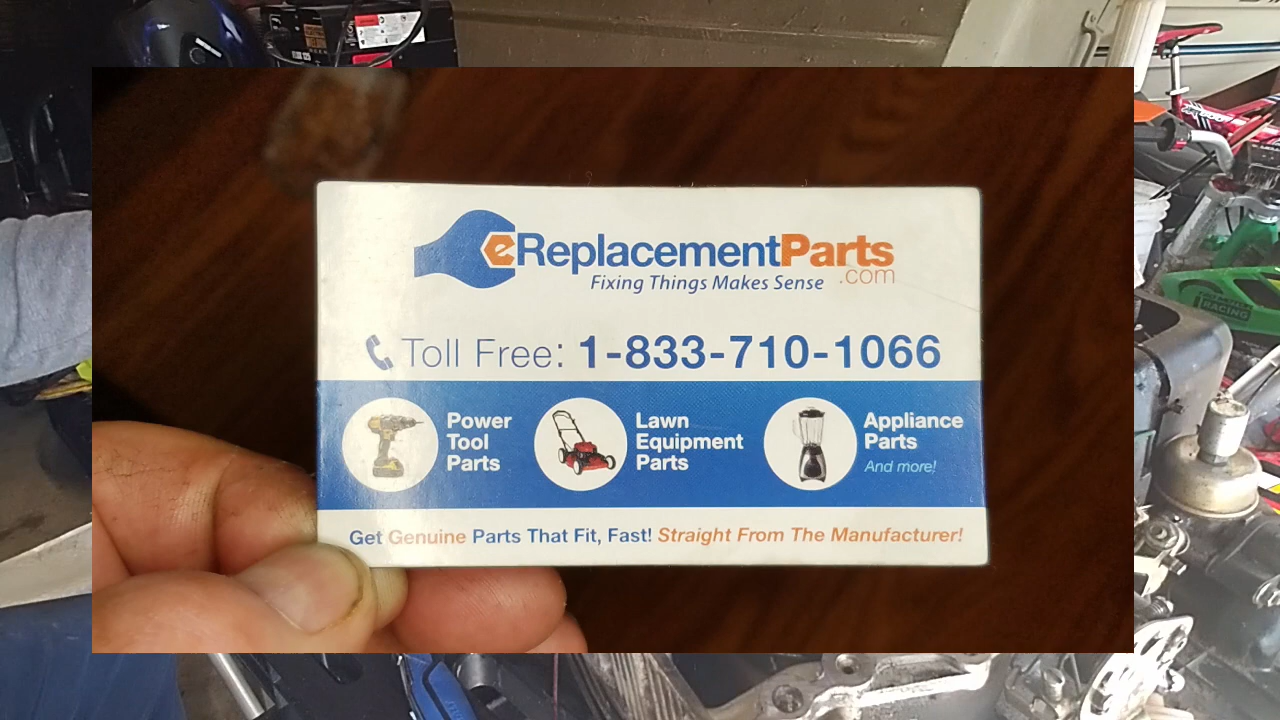 eReplacementParts
.com
Fixing Things Makes Sense
Toll Free: 1-833-710-1066
Power
Tool
Parts
Lawn
Equipment
Parts
Appliance
Parts
And more!
Get Genuine Parts That Fit, Fast! Straight From The Manufacturer!
RACING